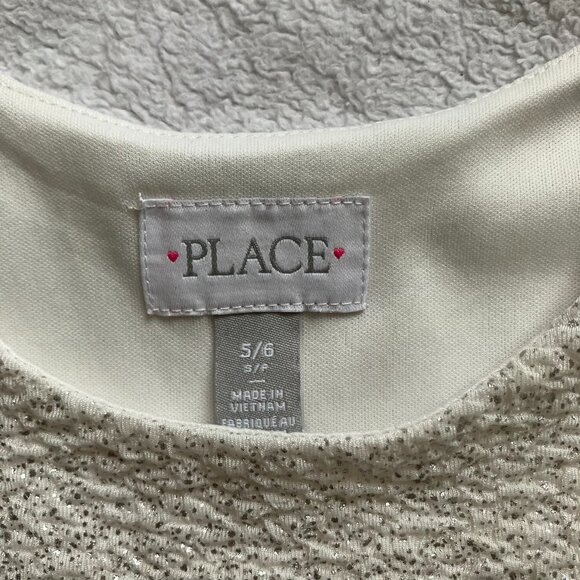 PLACE
5/6
S/P
MADE IN
VIETNAM
FABRIQUÉ AU